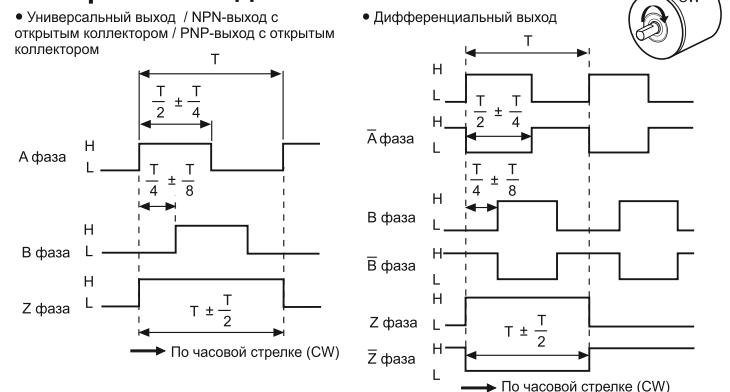 • Универсальный выход / NPN-выход с
открытым коллектором / PNP-выход с открытым
коллектором
T
T/2 ± T/4
H
А фаза
L
T/4 ± T/8
В фаза
H
L
H
Z фаза
L
T ± T/2
По часовой стрелке (CW)
• Дифференциальный выход
T
H
L
T/2 ± T/4
H
A̅ фаза
L
T/4 ± T/8
H
В фаза
L
H
B̅ фаза
L
H
Z фаза
L
T ± T/2
H
Z̅ фаза
L
По часовой стрелке (CW)